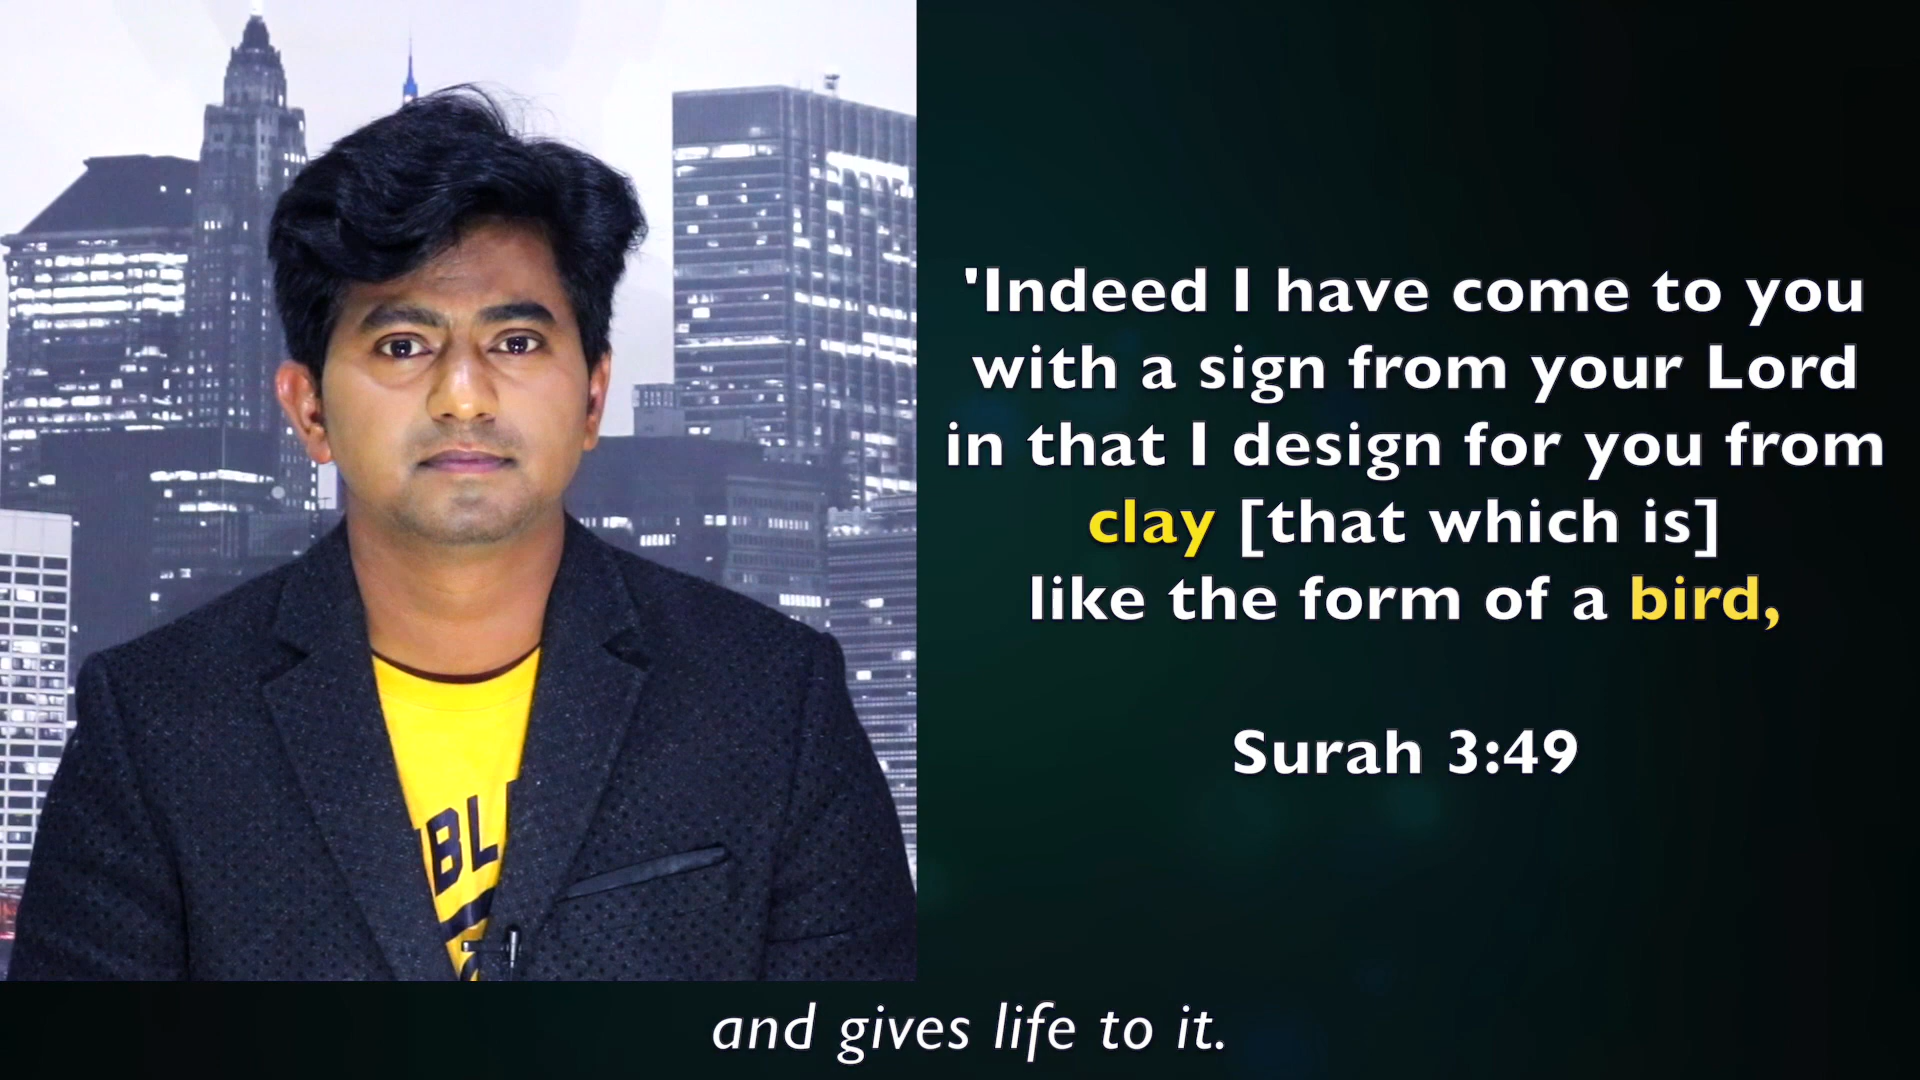 'Indeed I have come to you
with a sign from your Lord
in that I design for you from
clay [that which is]
like the form of a bird,
Surah 3:49
BL
and gives life to it.